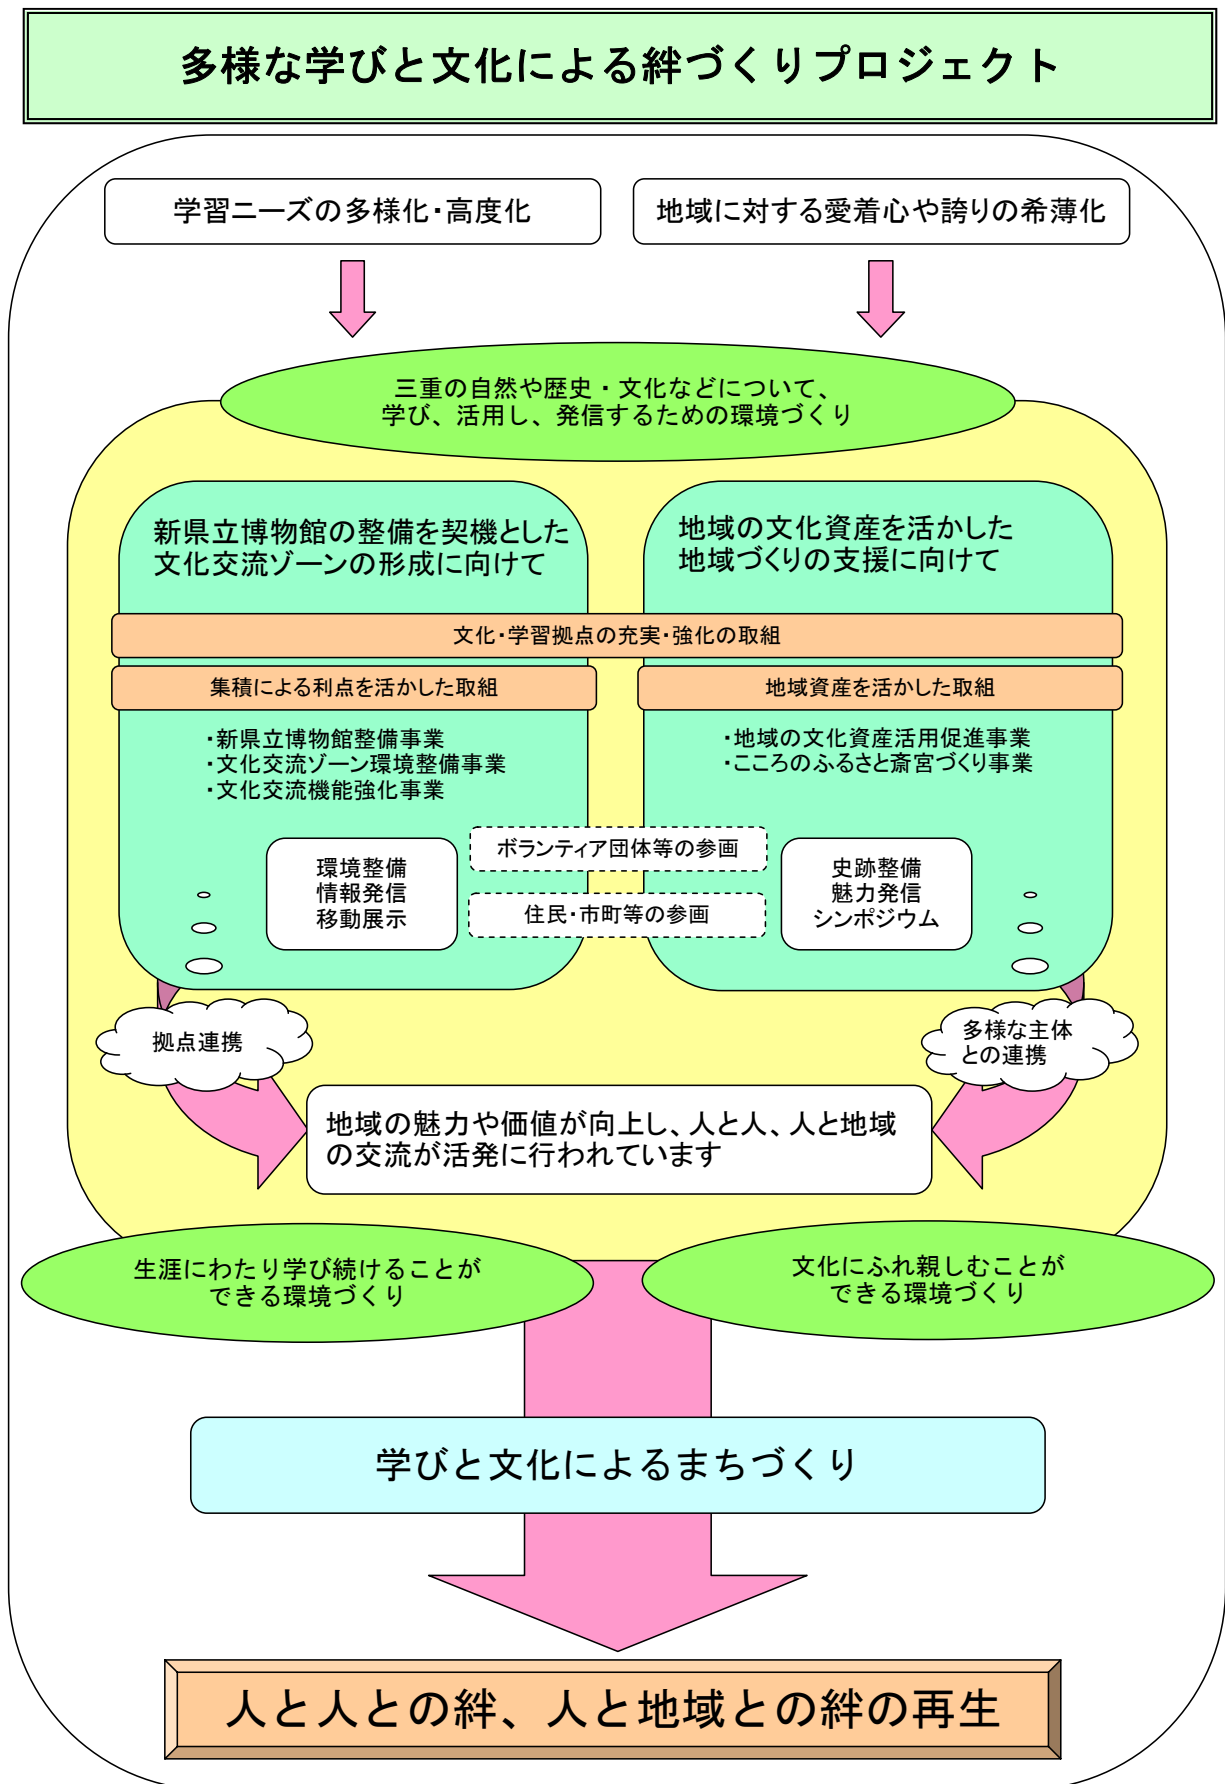 多様な学びと文化による絆づくりプロジェクト
学習ニーズの多様化・高度化
地域に対する愛着心や誇りの希薄化
三重の自然や歴史・文化などについて、
学び、活用し、発信するための環境づくり
新県立博物館の整備を契機とした
文化交流ゾーンの形成に向けて
地域の文化資産を活かした
地域づくりの支援に向けて
文化・学習拠点の充実・強化の取組
集積による利点を活かした取組
地域資産を活かした取組
・新県立博物館整備事業
・文化交流ゾーン環境整備事業
・文化交流機能強化事業
・地域の文化資産活用促進事業
・こころのふるさと斎宮づくり事業
環境整備
情報発信
移動展示
ボランティア団体等の参画
住民・市町等の参画
史跡整備
魅力発信
シンポジウム
拠点連携
多様な主体
との連携
地域の魅力や価値が向上し、人と人、人と地域
の交流が活発に行われています
生涯にわたり学び続けることが
できる環境づくり
文化にふれ親しむことが
できる環境づくり
学びと文化によるまちづくり
人と人との絆、人と地域との絆の再生